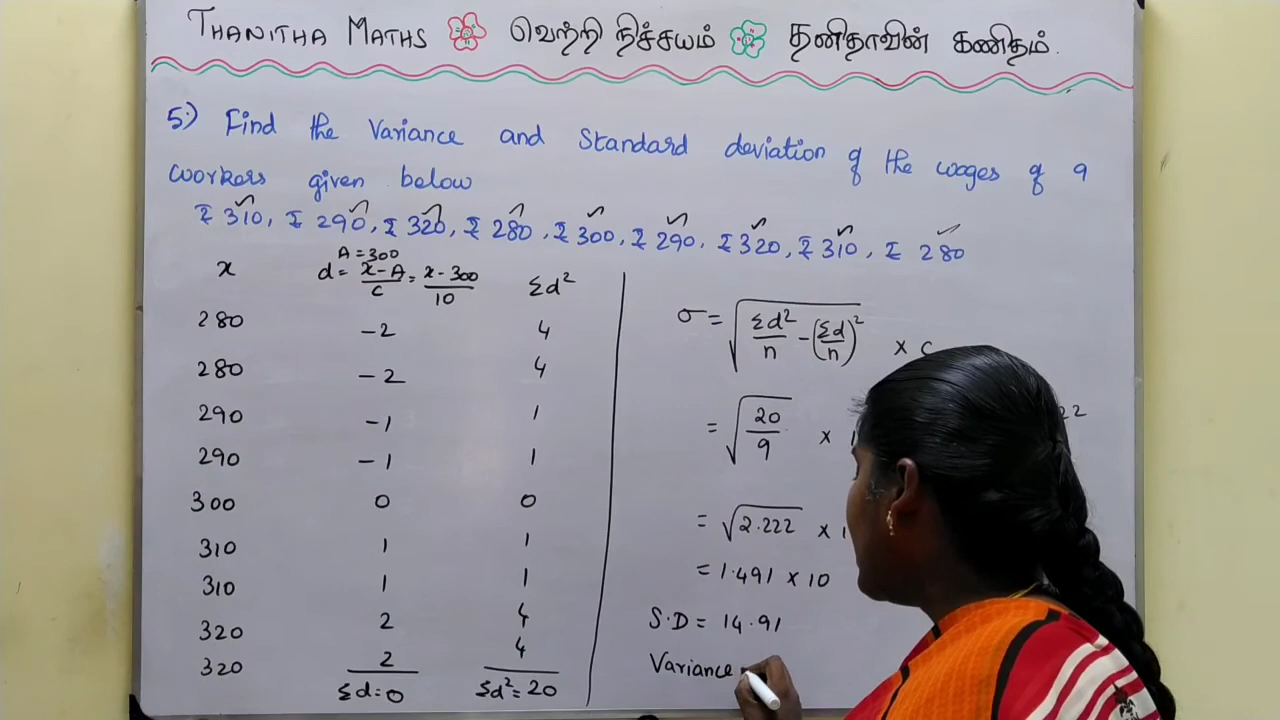 THANITHA MATHS வெற்றி நிச்சயம் தனிதாவின் கணிதம்.
5.) Find the Variance and Standard deviation of the wages of 9
workers given below
₹ 310, ₹ 290, ₹ 320, ₹ 280, ₹ 300, ₹ 290, ₹ 320, ₹ 310, ₹ 280
A = 300
x d = x-A/c = x-300/10 Σd²
280 -2 4
280 -2 4
290 -1 1
290 -1 1
300 0 0
310 1 1
310 1 1
320 2 4
320 2 4
Σd=0 Σd²=20
σ = √(Σd²/n - (Σd/n)²) × c
= √(20/9) ×
= √2.222 ×
= 1.491 × 10
S.D = 14.91
Variance